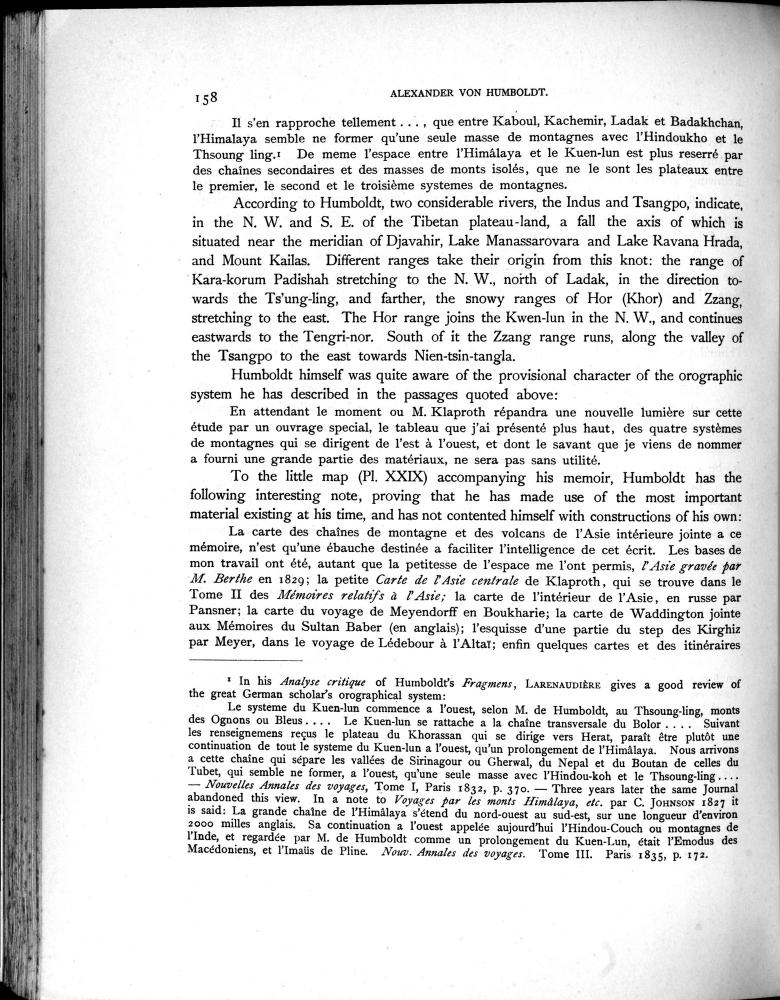 158
ALEXANDER VON HUMBOLDT.
Il s'en rapproche tellement . . . , que entre Kaboul, Kachemir, Ladak et Badakhchan,
l'Himalaya semble ne former qu'une seule masse de montagnes avec l'Hindoukho et le
Thsoung ling.¹ De meme l'espace entre l'Himâlaya et le Kuen-lun est plus reserré par
des chaînes secondaires et des masses de monts isolés, que ne le sont les plateaux entre
le premier, le second et le troisième systemes de montagnes.
According to Humboldt, two considerable rivers, the Indus and Tsangpo, indicate,
in the N. W. and S. E. of the Tibetan plateau-land, a fall the axis of which is
situated near the meridian of Djavahir, Lake Manassarovara and Lake Ravana Hrada,
and Mount Kailas. Different ranges take their origin from this knot: the range of
Kara-korum Padishah stretching to the N. W., north of Ladak, in the direction to-
wards the Ts'ung-ling, and farther, the snowy ranges of Hor (Khor) and Zzang,
stretching to the east. The Hor range joins the Kwen-lun in the N. W., and continues
eastwards to the Tengri-nor. South of it the Zzang range runs, along the valley of
the Tsangpo to the east towards Nien-tsin-tangla.
Humboldt himself was quite aware of the provisional character of the orographic
system he has described in the passages quoted above:
En attendant le moment ou M. Klaproth répandra une nouvelle lumière sur cette
étude par un ouvrage special, le tableau que j'ai présenté plus haut, des quatre systèmes
de montagnes qui se dirigent de l'est à l'ouest, et dont le savant que je viens de nommer
a fourni une grande partie des matériaux, ne sera pas sans utilité.
To the little map (Pl. XXIX) accompanying his memoir, Humboldt has the
following interesting note, proving that he has made use of the most important
material existing at his time, and has not contented himself with constructions of his own:
La carte des chaînes de montagne et des volcans de l'Asie intérieure jointe a ce
mémoire, n'est qu'une ébauche destinée a faciliter l'intelligence de cet écrit. Les bases de
mon travail ont été, autant que la petitesse de l'espace me l'ont permis, l'Asie gravée par
M. Berthe en 1829; la petite Carte de l'Asie centrale de Klaproth, qui se trouve dans le
Tome II des Mémoires relatifs à l'Asie; la carte de l'intérieur de l'Asie, en russe par
Pansner; la carte du voyage de Meyendorff en Boukharie; la carte de Waddington jointe
aux Mémoires du Sultan Baber (en anglais); l'esquisse d'une partie du step des Kirghiz
par Meyer, dans le voyage de Lédebour à l'Altaï; enfin quelques cartes et des itinéraires
¹ In his Analyse critique of Humboldt's Fragmens, LARENAUDIÈRE gives a good review of
the great German scholar's orographical system:
Le systeme du Kuen-lun commence a l'ouest, selon M. de Humboldt, au Thsoung-ling, monts
des Ognons ou Bleus . . . . Le Kuen-lun se rattache a la chaîne transversale du Bolor . . . . Suivant
les renseignemens reçus le plateau du Khorassan qui se dirige vers Herat, paraît être plutôt une
continuation de tout le systeme du Kuen-lun a l'ouest, qu'un prolongement de l'Himâlaya. Nous arrivons
a cette chaîne qui sépare les vallées de Sirinagour ou Gherwal, du Nepal et du Boutan de celles du
Tubet, qui semble ne former, a l'ouest, qu'une seule masse avec l'Hindou-koh et le Thsoung-ling . . . .
— Nouvelles Annales des voyages, Tome I, Paris 1832, p. 370. — Three years later the same Journal
abandoned this view. In a note to Voyages par les monts Himâlaya, etc. par C. JOHNSON 1827 it
is said: La grande chaîne de l'Himâlaya s'étend du nord-ouest au sud-est, sur une longueur d'environ
2000 milles anglais. Sa continuation a l'ouest appelée aujourd'hui l'Hindou-Couch ou montagnes de
l'Inde, et regardée par M. de Humboldt comme un prolongement du Kuen-Lun, était l'Emodus des
Macédoniens, et l'Imaüs de Pline. Nouv. Annales des voyages. Tome III. Paris 1835, p. 172.